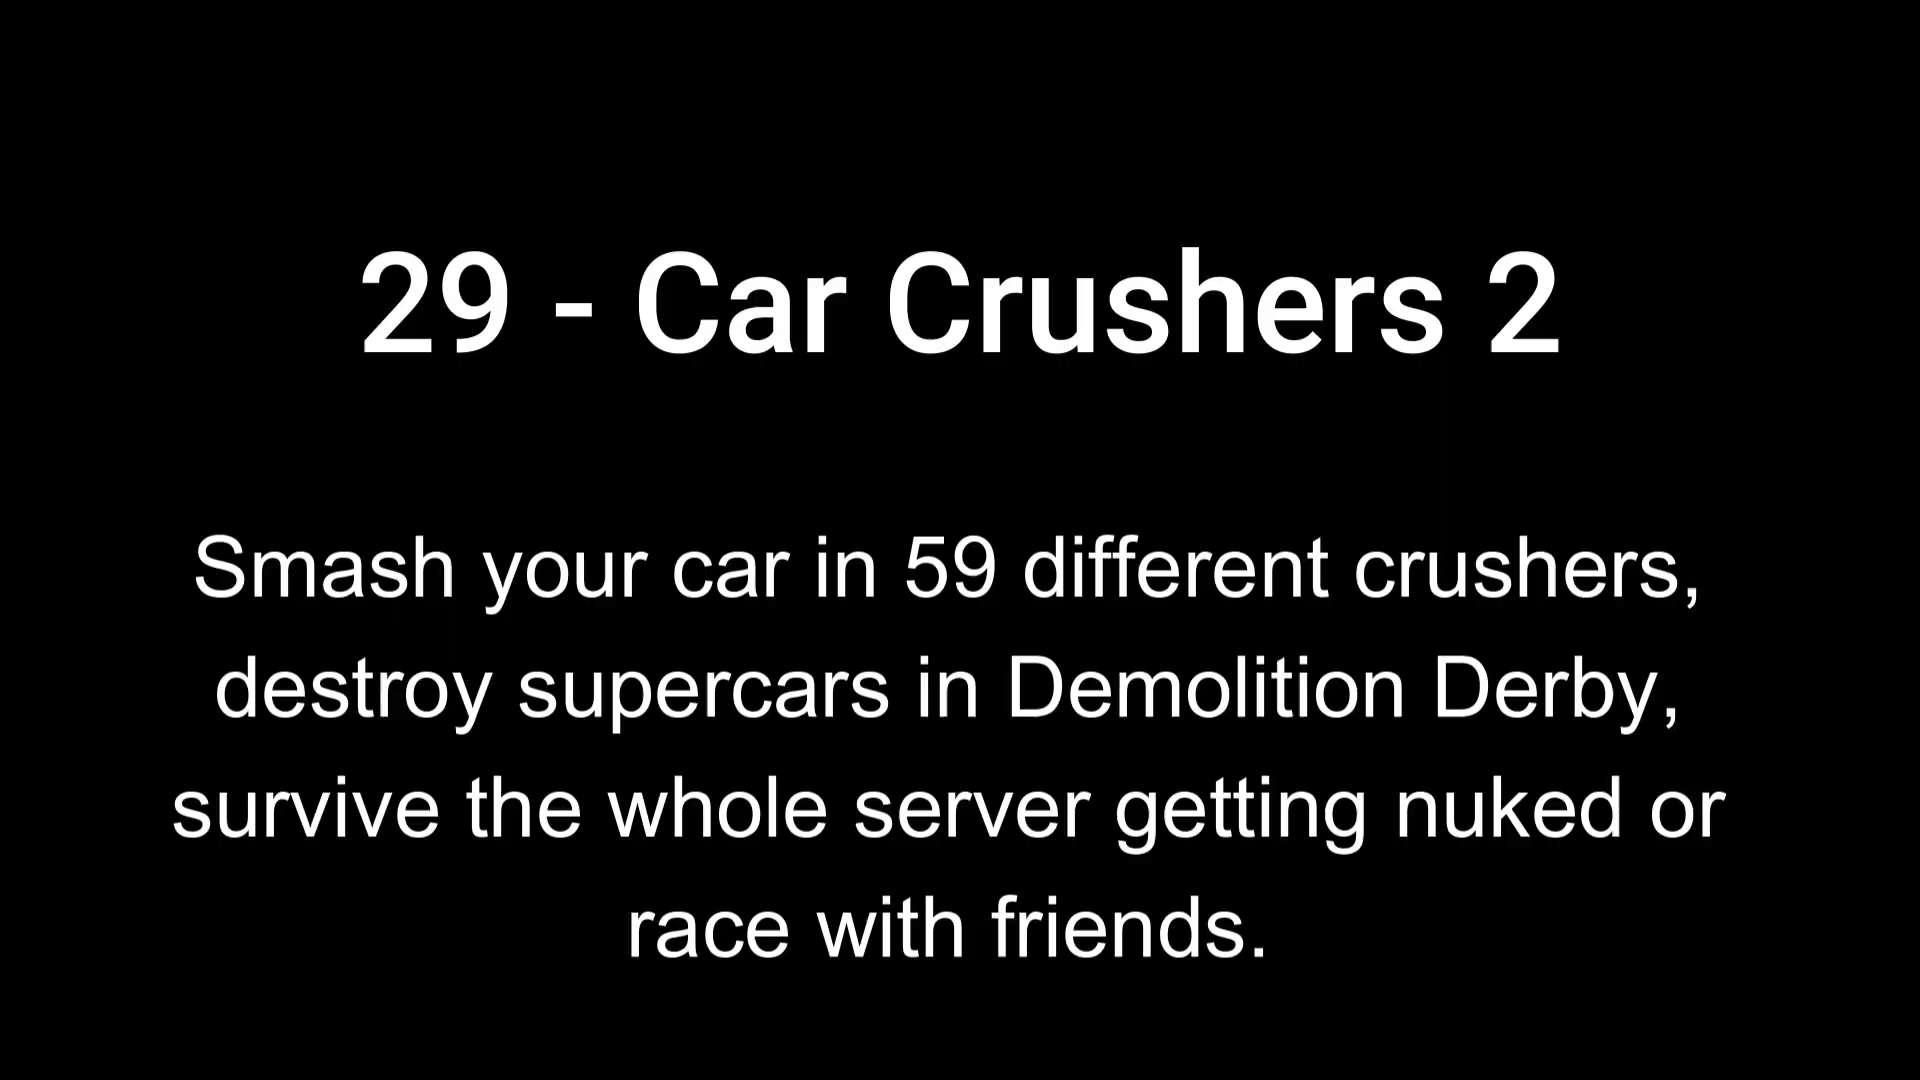 29 - Car Crushers 2
Smash your car in 59 different crushers,
destroy supercars in Demolition Derby,
survive the whole server getting nuked or
race with friends.